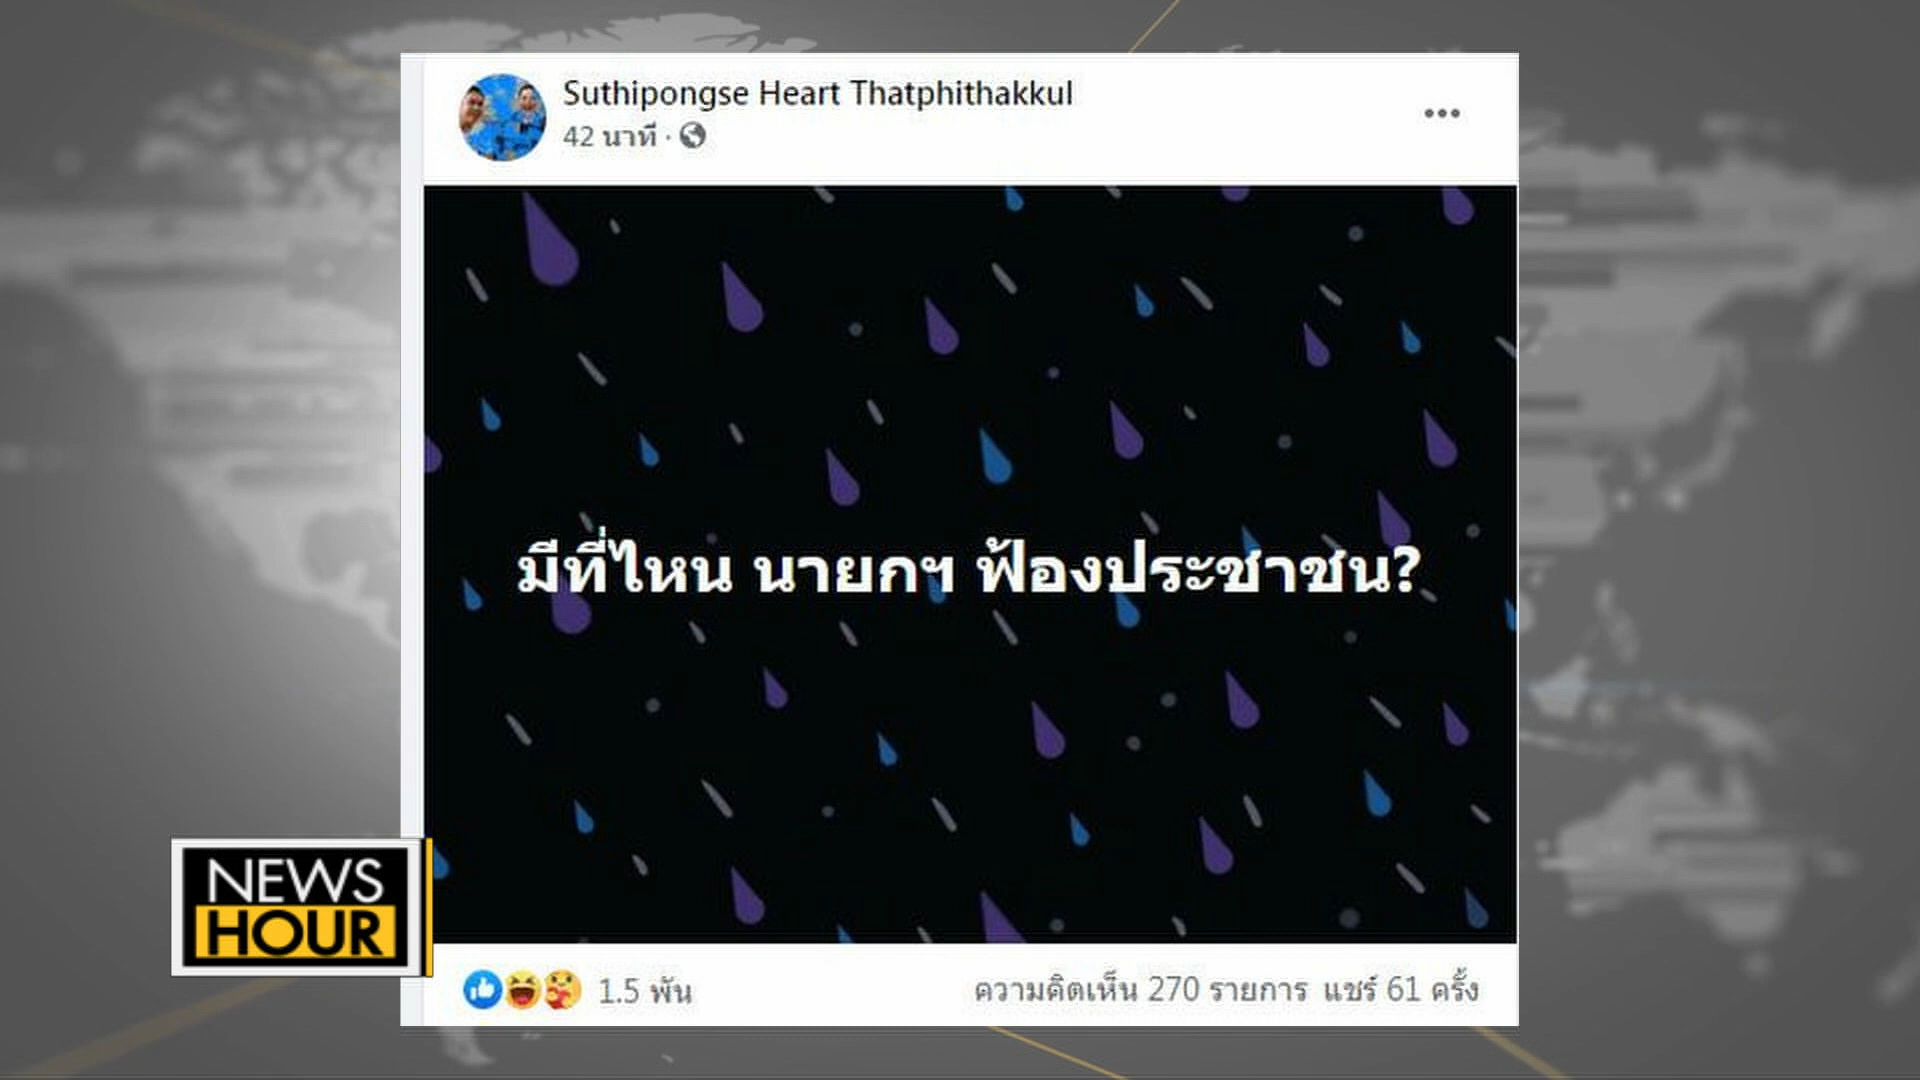 Suthipongse Heart Thatphithakkul
42 นาที ·
มีที่ไหน นายกฯ ฟ้องประชาชน?
1.5 พัน
ความคิดเห็น 270 รายการ แชร์ 61 ครั้ง
NEWS
HOUR